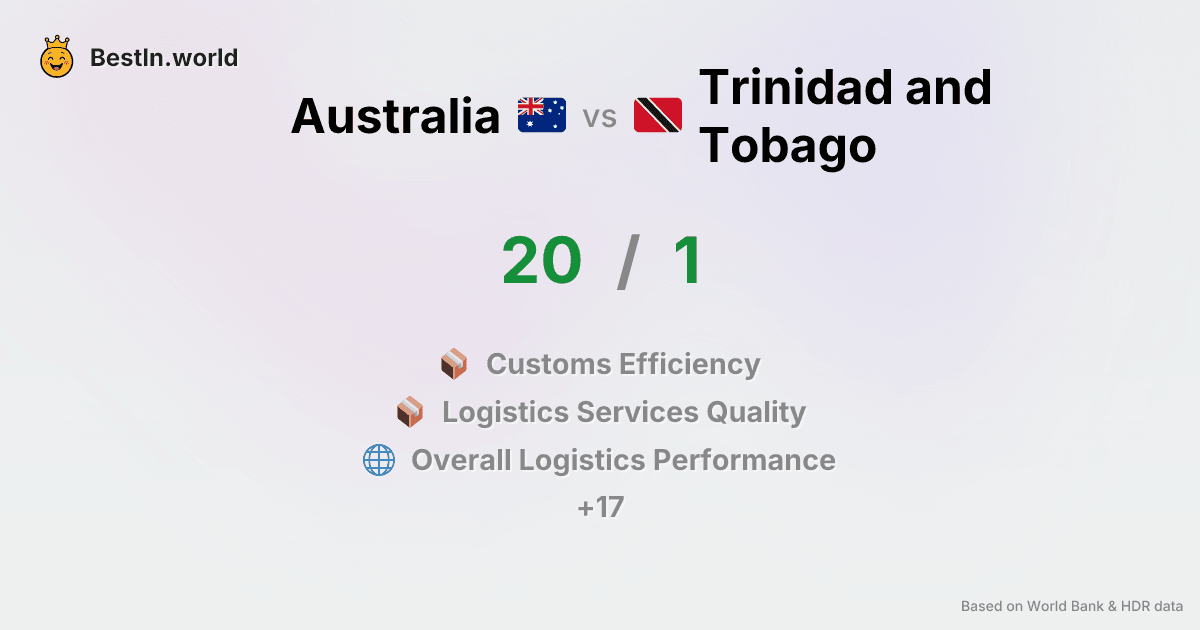 BestIn.world
Australia vs Trinidad and
Tobago
20 / 1
Customs Efficiency
Logistics Services Quality
Overall Logistics Performance
+17
Based on World Bank & HDR data